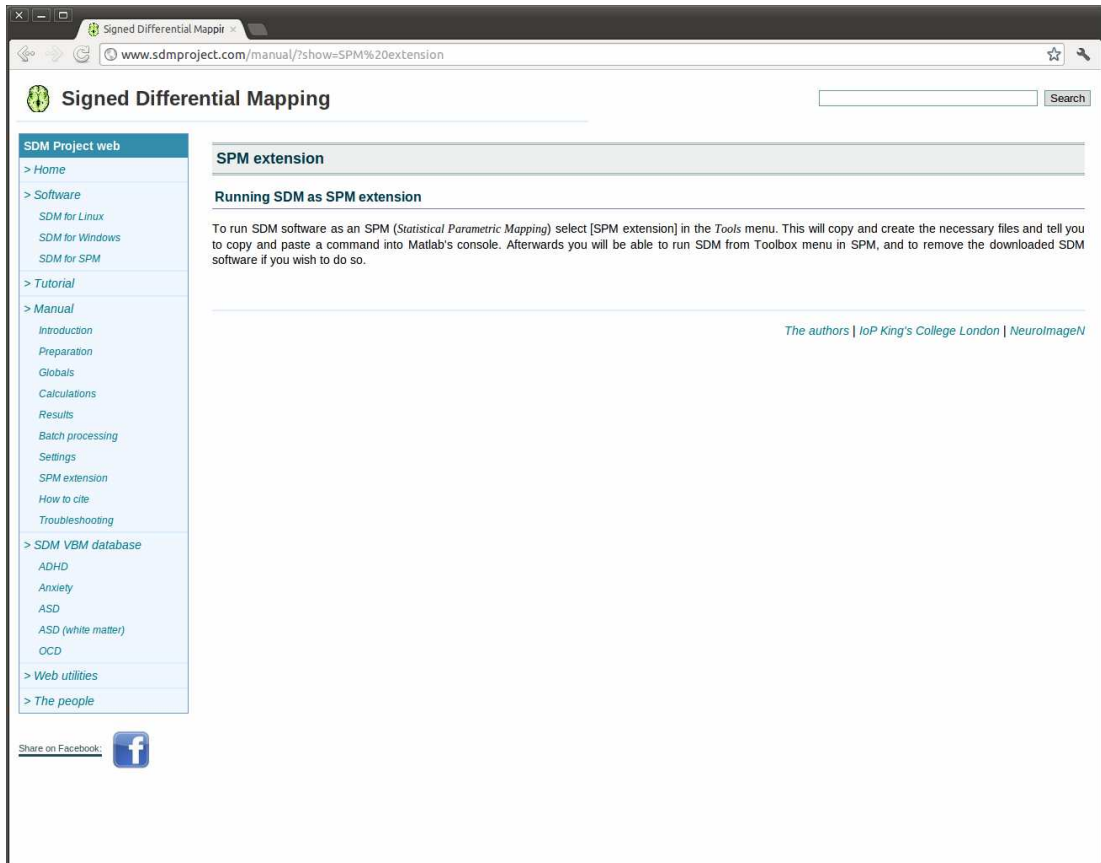 Signed Differential Mappin
www.sdmproject.com/manual/?show=SPM%20extension
Signed Differential Mapping
Search
SDM Project web
> Home
> Software
SDM for Linux
SDM for Windows
SDM for SPM
> Tutorial
> Manual
Introduction
Preparation
Globals
Calculations
Results
Batch processing
Settings
SPM extension
How to cite
Troubleshooting
> SDM VBM database
ADHD
Anxiety
ASD
ASD (white matter)
OCD
> Web utilities
> The people
Share on Facebook:
SPM extension
Running SDM as SPM extension
To run SDM software as an SPM (Statistical Parametric Mapping) select [SPM extension] in the Tools menu. This will copy and create the necessary files and tell you
to copy and paste a command into Matlab's console. Afterwards you will be able to run SDM from Toolbox menu in SPM, and to remove the downloaded SDM
software if you wish to do so.
The authors | IoP King's College London | NeuroImageN